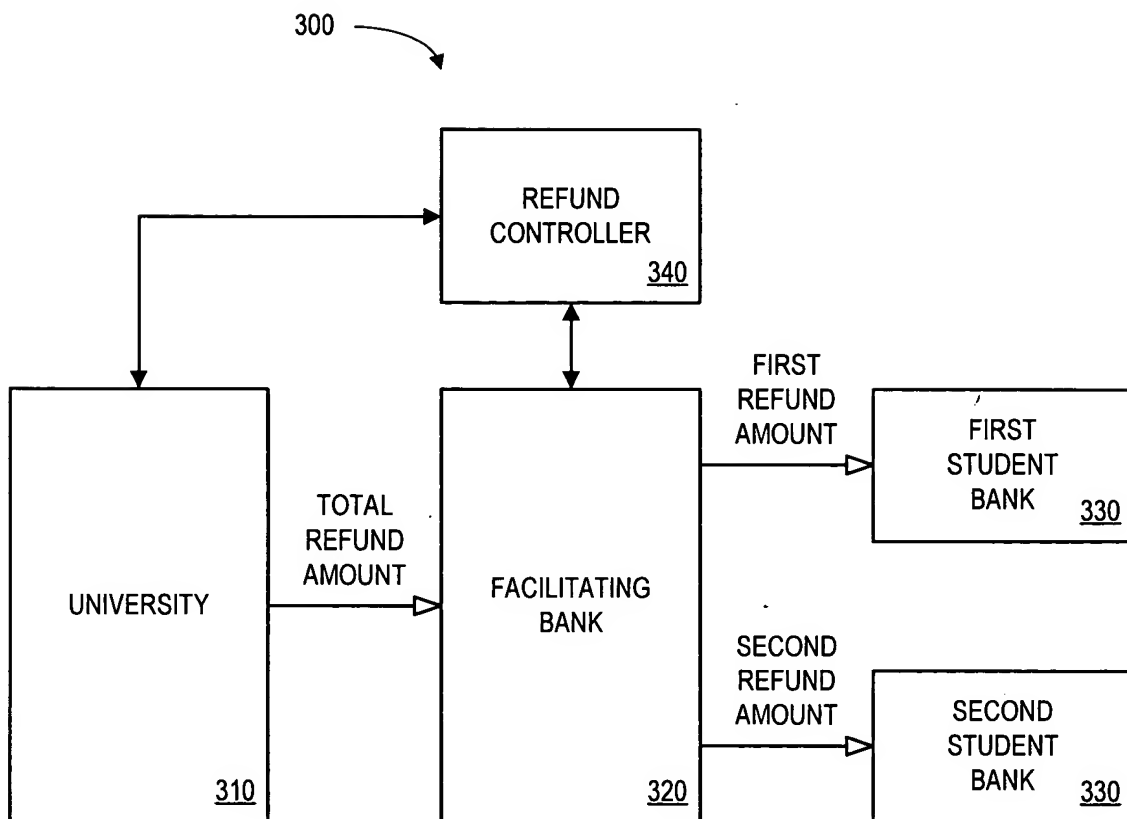 300
REFUND
CONTROLLER
340
FIRST
REFUND
AMOUNT
FIRST
STUDENT
BANK
330
TOTAL
REFUND
AMOUNT
UNIVERSITY
310
FACILITATING
BANK
320
SECOND
REFUND
AMOUNT
SECOND
STUDENT
BANK
330